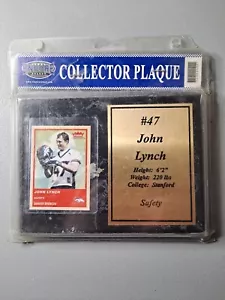 COLLECTOR PLAQUE
#47
John
Lynch
Height: 6'2"
Weight: 220 lbs
College: Stanford
Safety
JOHN LYNCH